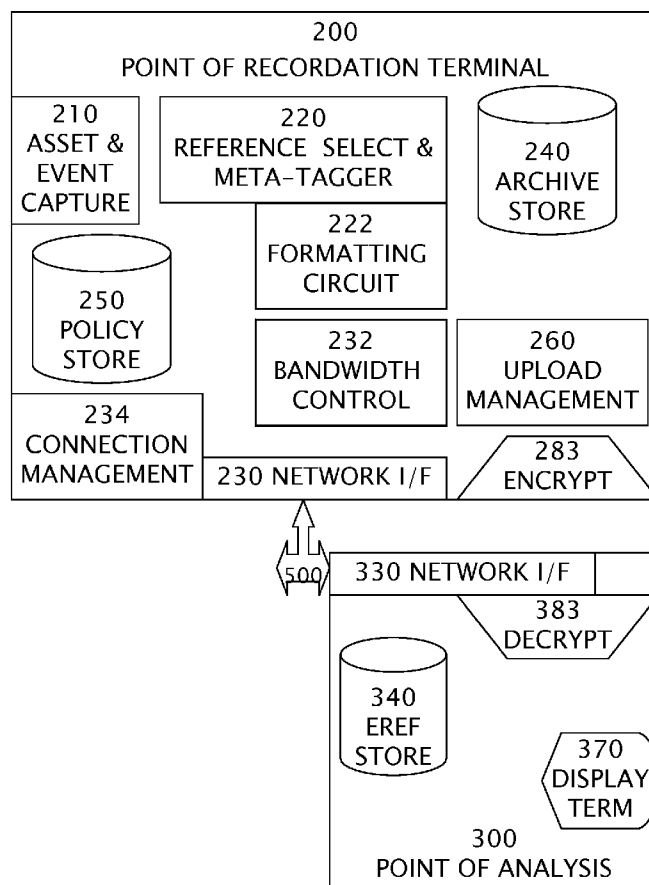 200
POINT OF RECORDATION TERMINAL
210
ASSET &
EVENT
CAPTURE
220
REFERENCE SELECT &
META-TAGGER
240
ARCHIVE
STORE
222
FORMATTING
CIRCUIT
250
POLICY
STORE
232
BANDWIDTH
CONTROL
260
UPLOAD
MANAGEMENT
234
CONNECTION
MANAGEMENT
230 NETWORK I/F
283
ENCRYPT
500
330 NETWORK I/F
383
DECRYPT
340
EREF
STORE
370
DISPLAY
TERM
300
POINT OF ANALYSIS